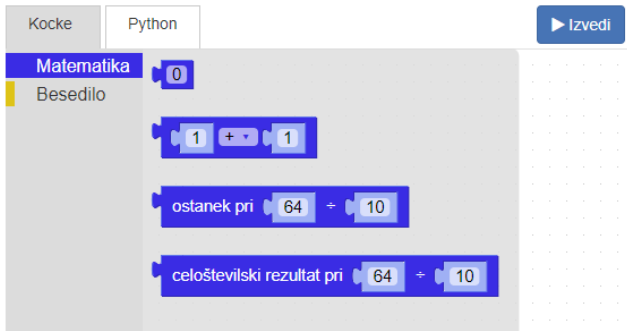 Kocke Python Izvedi
Matematika
Besedilo
0
1 + 1
ostanek pri 64 ÷ 10
celoštevilski rezultat pri 64 ÷ 10